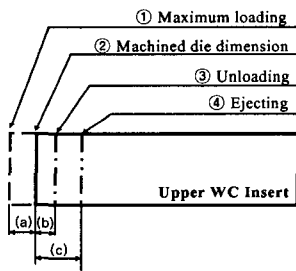 ① Maximum loading
② Machined die dimension
③ Unloading
④ Ejecting
Upper WC Insert
(a) (b)
(c)